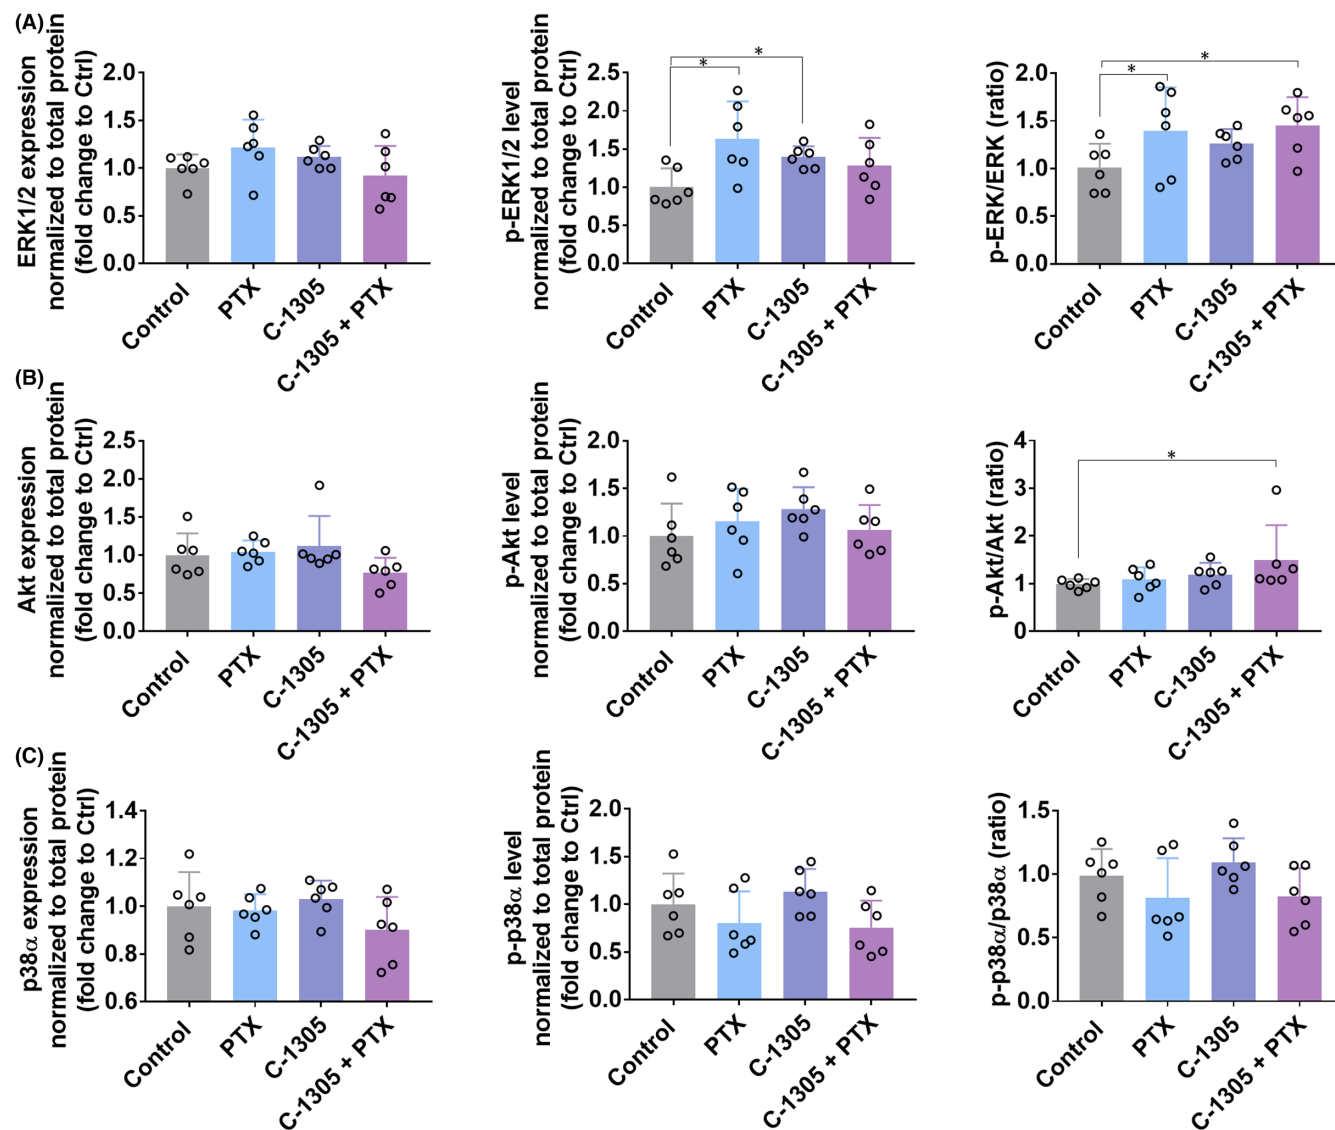 (A)
ERK1/2 expression
normalized to total protein
(fold change to Ctrl)
2.0
1.5
1.0
0.5
0.0
Control
PTX
C-1305
C-1305 + PTX
p-ERK1/2 level
normalized to total protein
(fold change to Ctrl)
2.5
2.0
1.5
1.0
0.5
0.0
*
*
Control
PTX
C-1305
C-1305 + PTX
p-ERK/ERK (ratio)
2.0
1.5
1.0
0.5
0.0
*
*
Control
PTX
C-1305
C-1305 + PTX
(B)
Akt expression
normalized to total protein
(fold change to Ctrl)
2.5
2.0
1.5
1.0
0.5
0.0
Control
PTX
C-1305
C-1305 + PTX
p-Akt level
normalized to total protein
(fold change to Ctrl)
2.0
1.5
1.0
0.5
0.0
Control
PTX
C-1305
C-1305 + PTX
p-Akt/Akt (ratio)
4
3
2
1
0
*
Control
PTX
C-1305
C-1305 + PTX
(C)
p38α expression
normalized to total protein
(fold change to Ctrl)
1.4
1.2
1.0
0.8
0.6
Control
PTX
C-1305
C-1305 + PTX
p-p38α level
normalized to total protein
(fold change to Ctrl)
2.0
1.5
1.0
0.5
0.0
Control
PTX
C-1305
C-1305 + PTX
p-p38α/p38α (ratio)
1.5
1.0
0.5
0.0
Control
PTX
C-1305
C-1305 + PTX